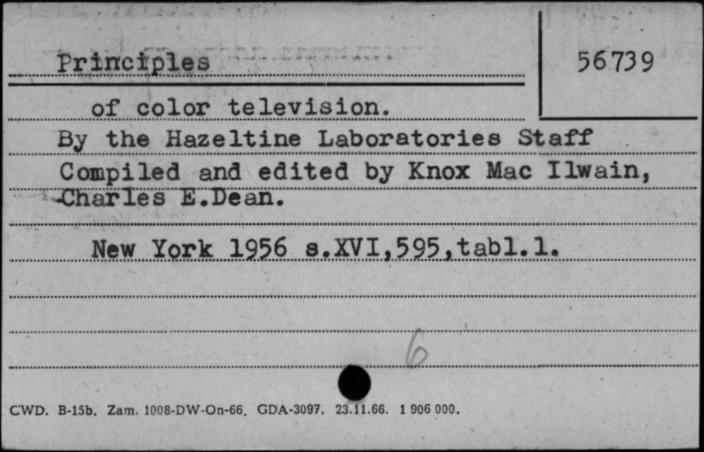 Principles
56739
of color television.
By the Hazeltine Laboratories Staff
Compiled and edited by Knox Mac Ilwain,
Charles E.Dean.
New York 1956 s.XVI,595,tabl.1.
6
CWD. B-15b. Zam. 1008-DW-On-66. GDA-3097. 23.11.66. 1 906 000.